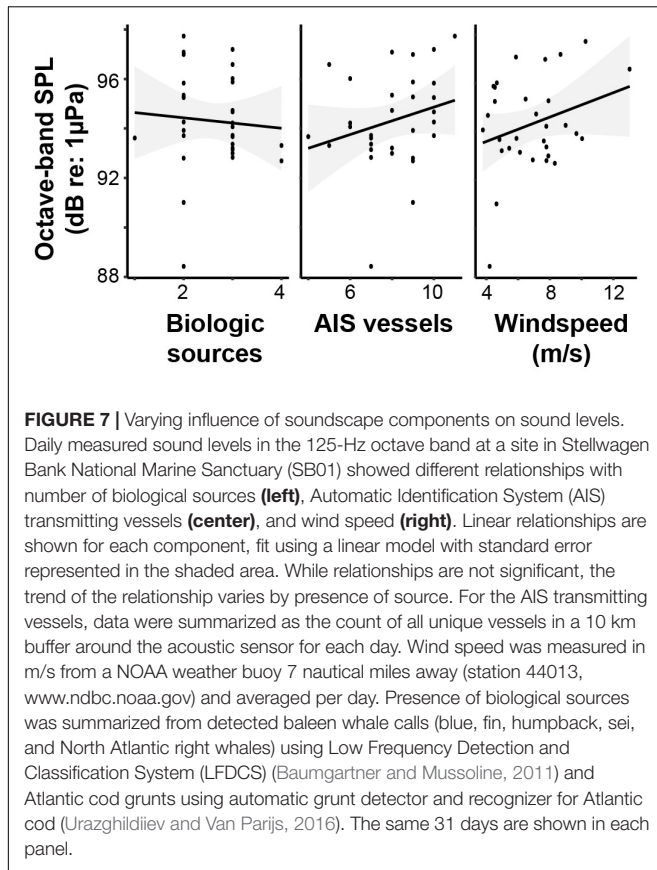 Octave-band SPL
(dB re: 1µPa)
96
92
88
2 4
6 8 10
4 8 12
Biologic
sources
AIS vessels
Windspeed
(m/s)
FIGURE 7 | Varying influence of soundscape components on sound levels.
Daily measured sound levels in the 125-Hz octave band at a site in Stellwagen
Bank National Marine Sanctuary (SB01) showed different relationships with
number of biological sources (left), Automatic Identification System (AIS)
transmitting vessels (center), and wind speed (right). Linear relationships are
shown for each component, fit using a linear model with standard error
represented in the shaded area. While relationships are not significant, the
trend of the relationship varies by presence of source. For the AIS transmitting
vessels, data were summarized as the count of all unique vessels in a 10 km
buffer around the acoustic sensor for each day. Wind speed was measured in
m/s from a NOAA weather buoy 7 nautical miles away (station 44013,
www.ndbc.noaa.gov) and averaged per day. Presence of biological sources
was summarized from detected baleen whale calls (blue, fin, humpback, sei,
and North Atlantic right whales) using Low Frequency Detection and
Classification System (LFDCS) (Baumgartner and Mussoline, 2011) and
Atlantic cod grunts using automatic grunt detector and recognizer for Atlantic
cod (Urazghildiiev and Van Parijs, 2016). The same 31 days are shown in each
panel.